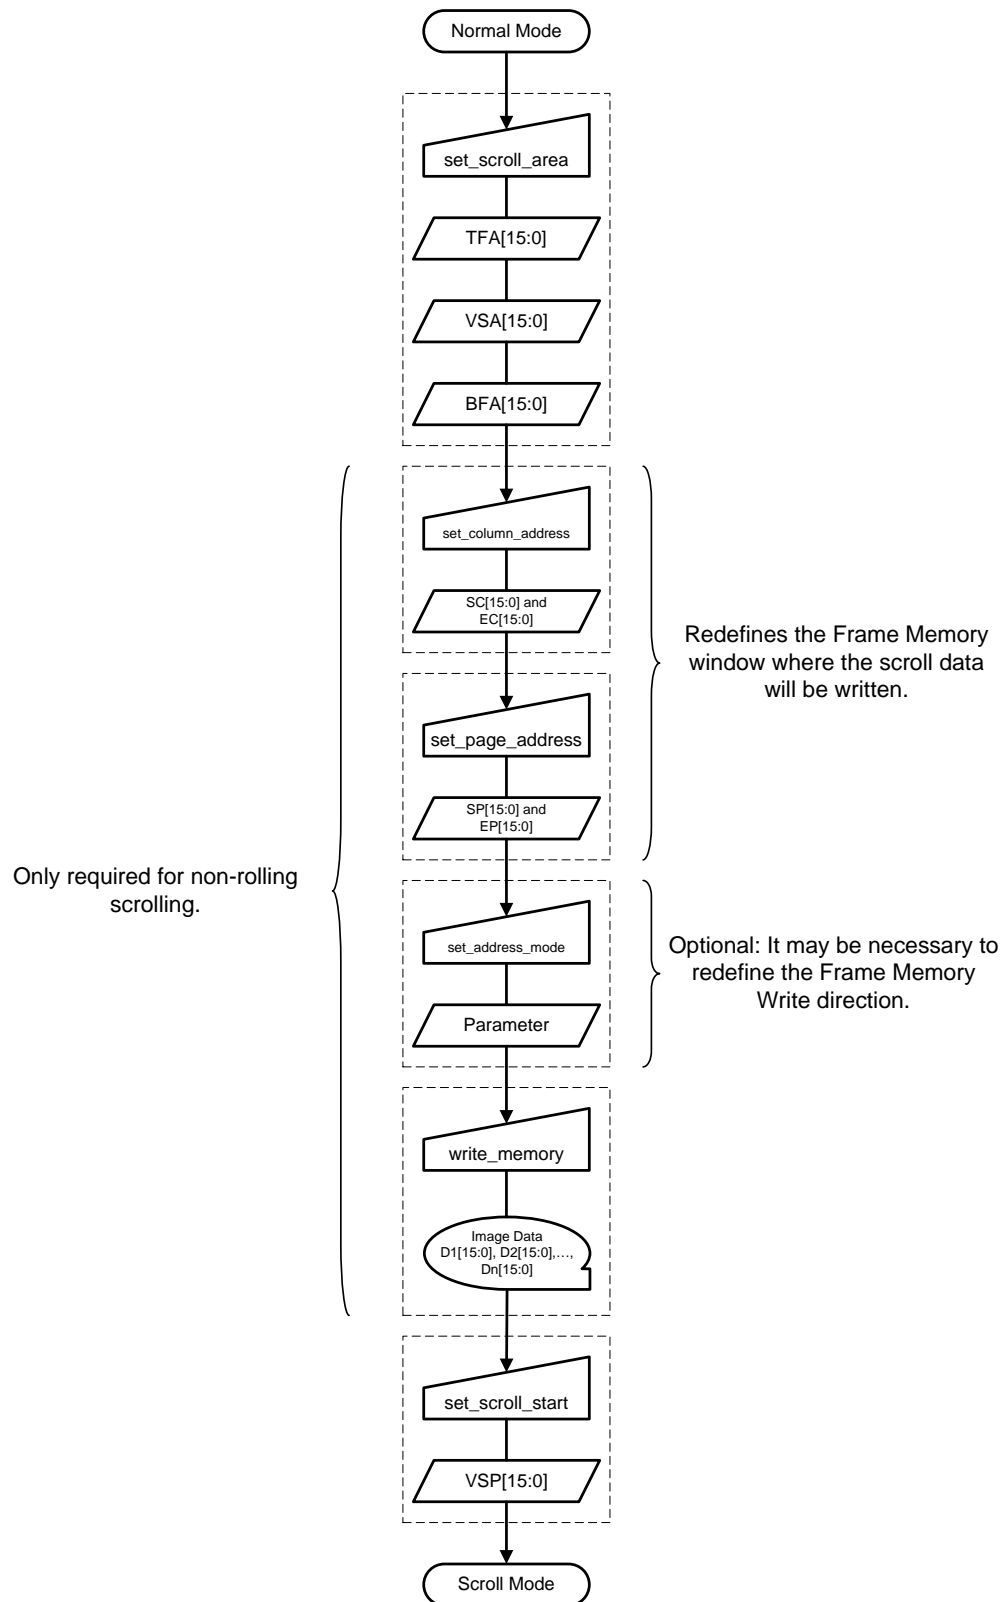 Normal Mode
set_scroll_area
TFA[15:0]
VSA[15:0]
BFA[15:0]
set_column_address
SC[15:0] and
EC[15:0]
Redefines the Frame Memory
window where the scroll data
will be written.
set_page_address
SP[15:0] and
EP[15:0]
Only required for non-rolling
scrolling.
set_address_mode
Optional: It may be necessary to
redefine the Frame Memory
Write direction.
Parameter
write_memory
Image Data
D1[15:0], D2[15:0],…,
Dn[15:0]
set_scroll_start
VSP[15:0]
Scroll Mode